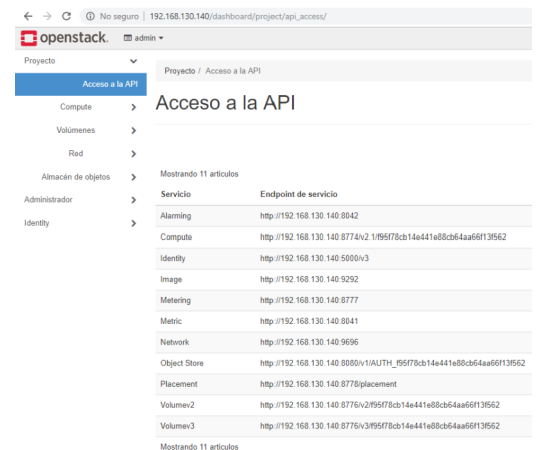 No seguro | 192.168.130.140/dashboard/project/api_access/
openstack. admin
Proyecto
Acceso a la API
Compute
Volúmenes
Red
Almacén de objetos
Administrador
Identity
Proyecto / Acceso a la API
Acceso a la API
Mostrando 11 articulos
Servicio Endpoint de servicio
Alarming http://192.168.130.140:8042
Compute http://192.168.130.140:8774/v2.1/f95f78cb14e441e88cb64aa66f13f562
Identity http://192.168.130.140:5000/v3
Image http://192.168.130.140:9292
Metering http://192.168.130.140:8777
Metric http://192.168.130.140:8041
Network http://192.168.130.140:9696
Object Store http://192.168.130.140:8080/v1/AUTH_f95f78cb14e441e88cb64aa66f13f562
Placement http://192.168.130.140:8778/placement
Volumev2 http://192.168.130.140:8776/v2/f95f78cb14e441e88cb64aa66f13f562
Volumev3 http://192.168.130.140:8776/v3/f95f78cb14e441e88cb64aa66f13f562
Mostrando 11 articulos